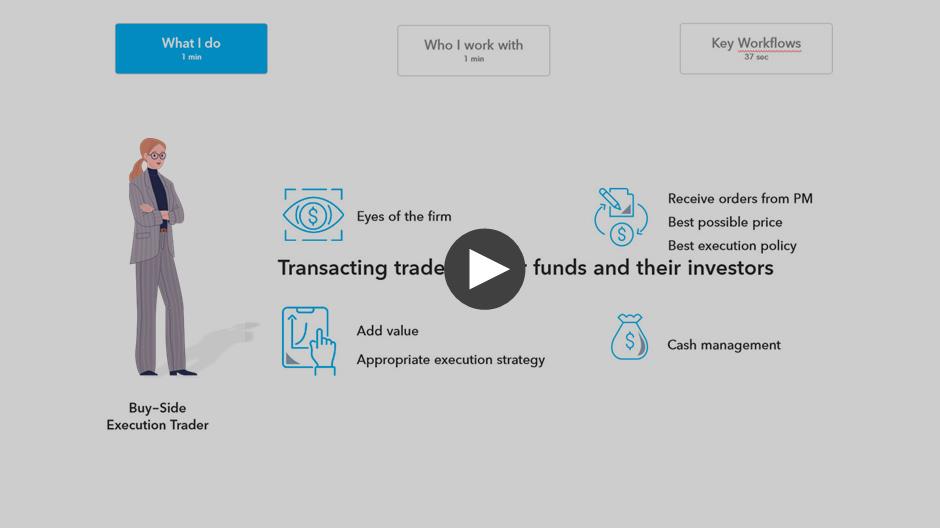 What I do
1 min
Who I work with
1 min
Key Workflows
37 sec
Eyes of the firm
Receive orders from PM
Best possible price
Best execution policy
Transacting trade funds and their investors
Add value
Appropriate execution strategy
Cash management
Buy-Side
Execution Trader